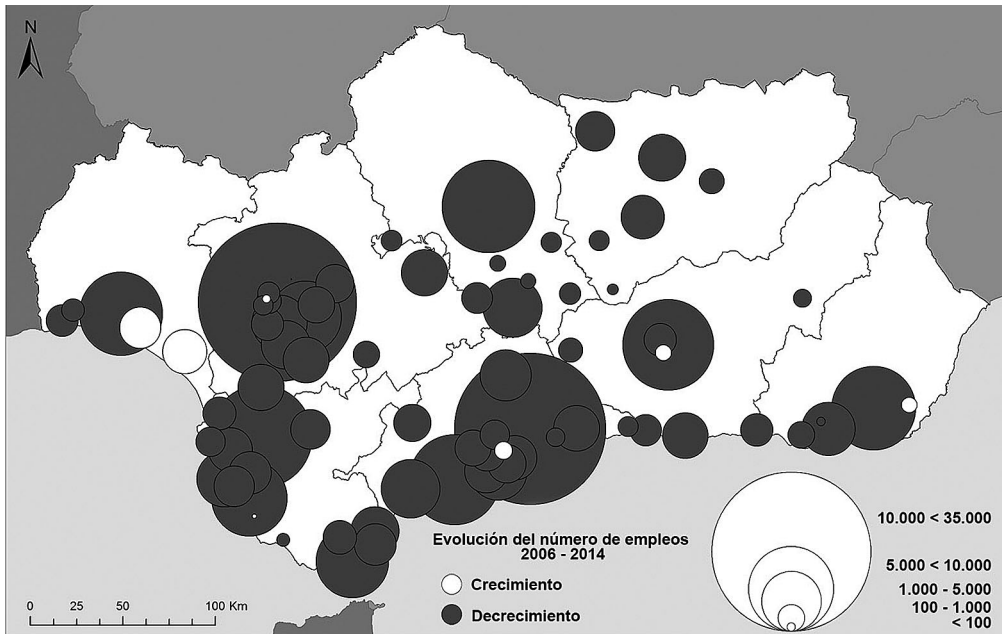 N
Evolución del número de empleos
2006 - 2014
Crecimiento
Decrecimiento
0 25 50 100 Km
10.000 < 35.000
5.000 < 10.000
1.000 - 5.000
100 - 1.000
< 100